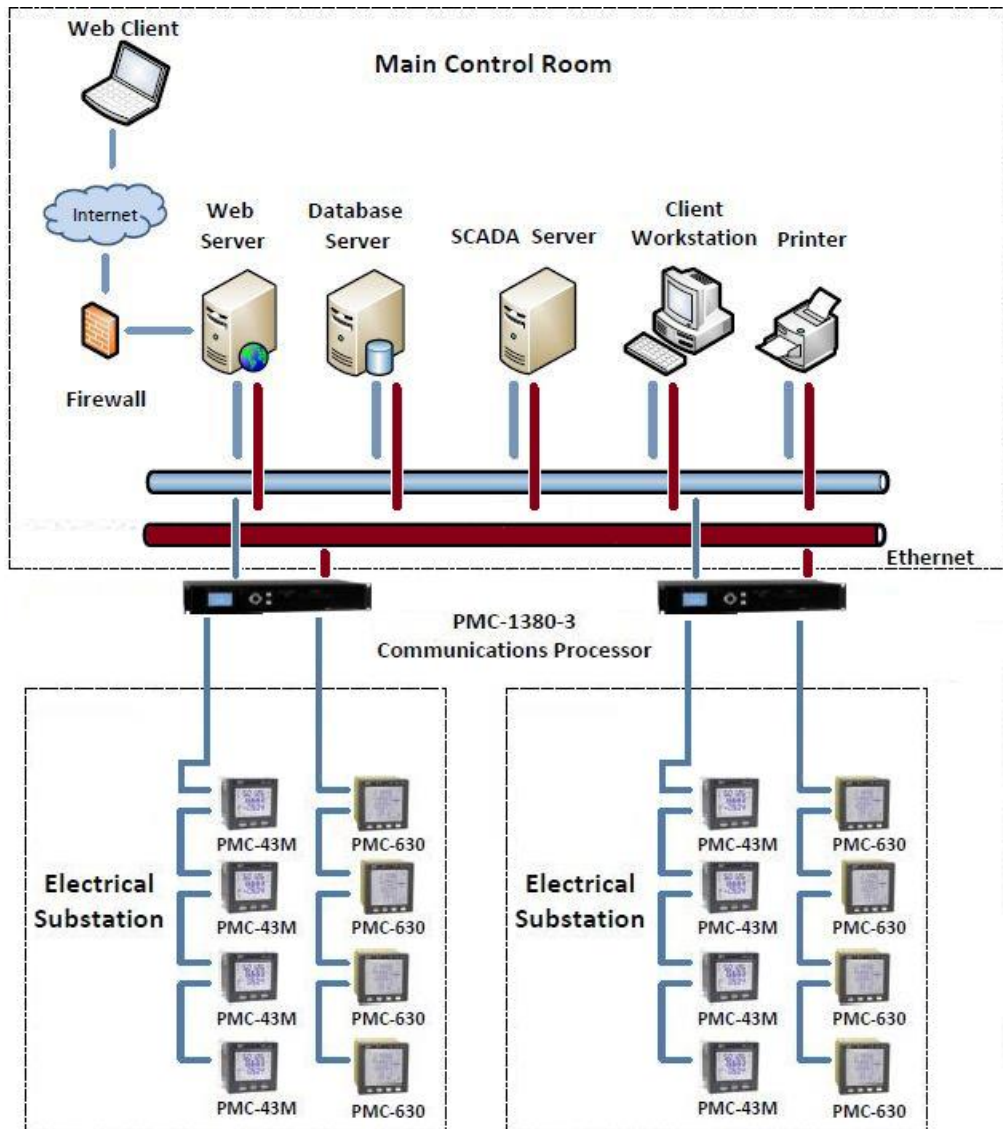 Web Client
Main Control Room
Internet
Web
Server
Database
Server
SCADA Server
Client
Workstation
Printer
Firewall
Ethernet
PMC-1380-3
Communications Processor
Electrical
Substation
PMC-43M
PMC-630
PMC-43M
PMC-630
PMC-43M
PMC-630
PMC-43M
PMC-630
Electrical
Substation
PMC-43M
PMC-630
PMC-43M
PMC-630
PMC-43M
PMC-630
PMC-43M
PMC-630